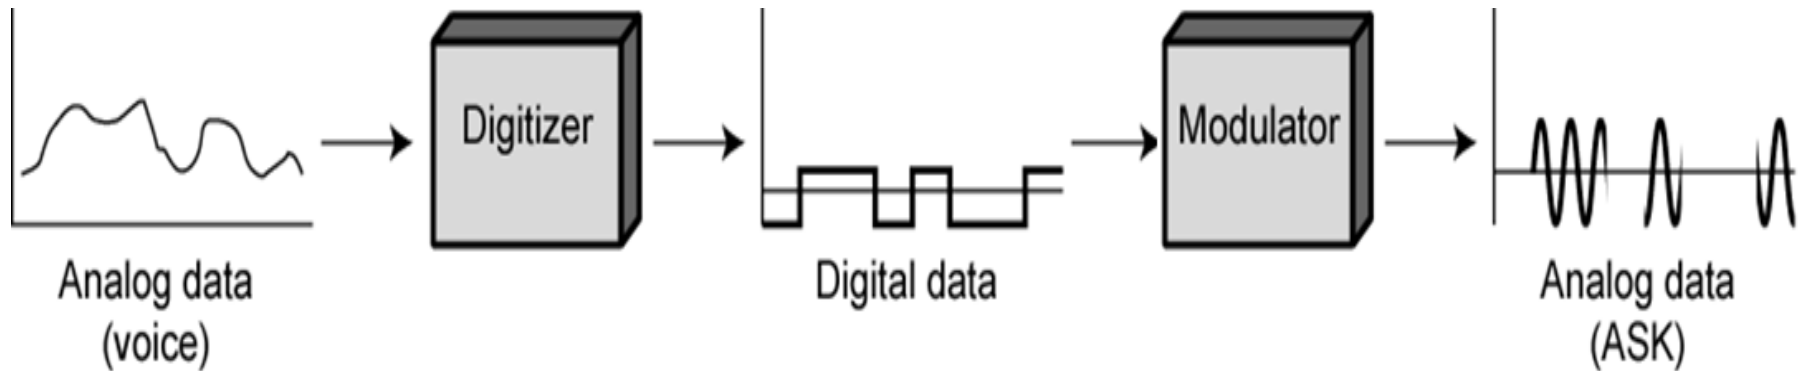 Digitizer
Modulator
Analog data
(voice)
Digital data
Analog data
(ASK)